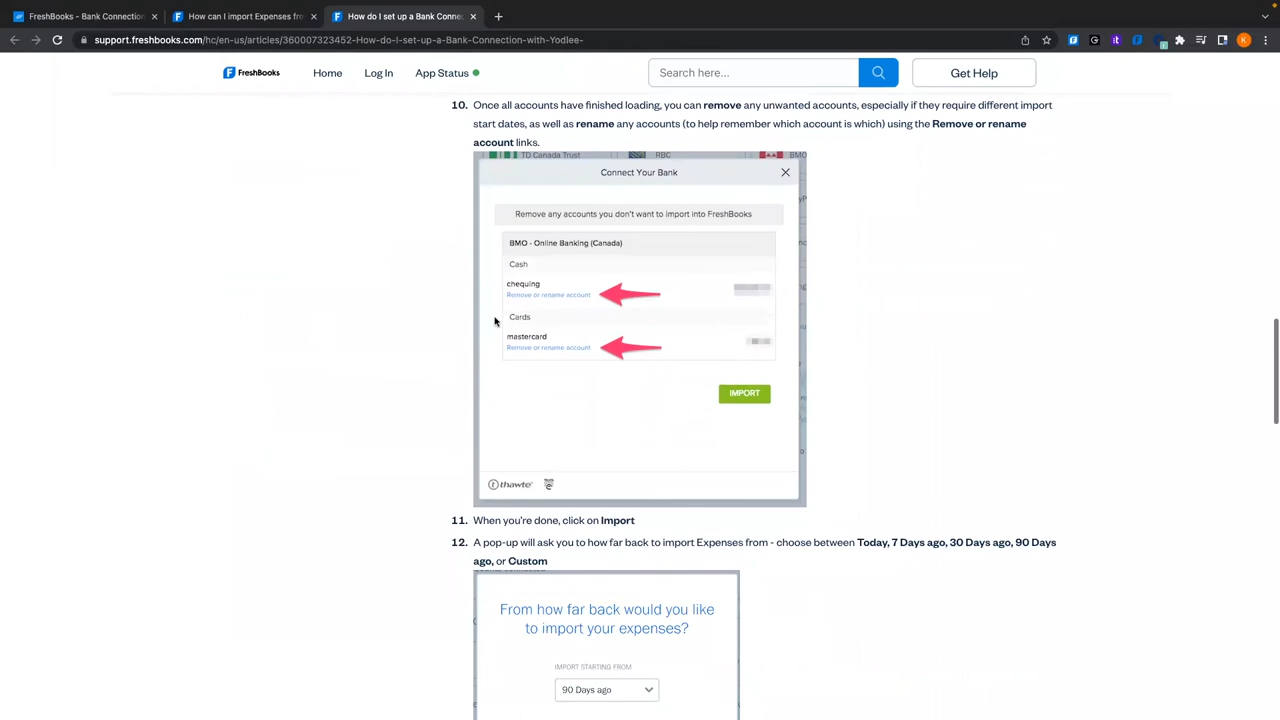 FreshBooks - Bank Connection
How can I import Expenses fro
How do I set up a Bank Conne
support.freshbooks.com/hc/en-us/articles/360007323452-How-do-I-set-up-a-Bank-Connection-with-Yodlee-
FRESHBOOKS
Home
Log In
App Status
Search here...
Get Help
10. Once all accounts have finished loading, you can remove any unwanted accounts, especially if they require different import
start dates, as well as rename any accounts (to help remember which account is which) using the Remove or rename
account links.
TD Canada Trust
RBC
BMO
Connect Your Bank
Remove any accounts you don't want to import into FreshBooks
BMO - Online Banking (Canada)
Cash
chequing
Remove or rename account
Cards
mastercard
Remove or rename account
IMPORT
thawte
11. When you're done, click on Import
12. A pop-up will ask you to how far back to import Expenses from - choose between Today, 7 Days ago, 30 Days ago, 90 Days
ago, or Custom
From how far back would you like
to import your expenses?
IMPORT STARTING FROM
90 Days ago